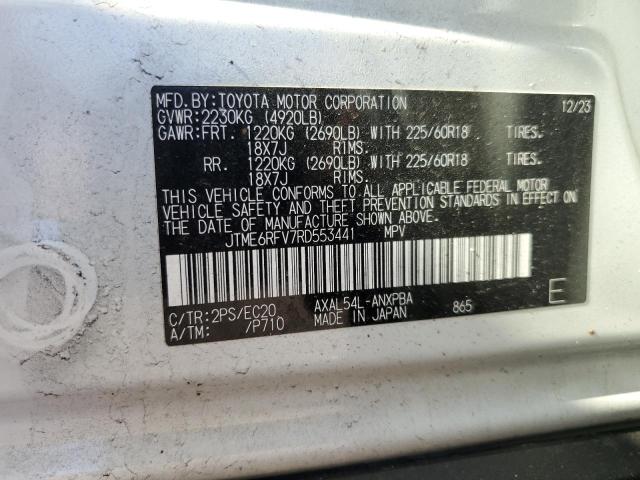 MFD.BY:TOYOTA MOTOR CORPORATION 12/23
GVWR:2230KG (4920LB)
GAWR:FRT. 1220KG (2690LB) WITH 225/60R18 TIRES.
18X7J RIMS.
RR. 1220KG (2690LB) WITH 225/60R18 TIRES.
18X7J RIMS.
THIS VEHICLE CONFORMS TO ALL APPLICABLE FEDERAL MOTOR
VEHICLE SAFETY AND THEFT PREVENTION STANDARDS IN EFFECT ON
THE DATE OF MANUFACTURE SHOWN ABOVE.
JTME6RFV7RD553441 MPV
C/TR:2PS/EC20 AXAL54L-ANXPBA 865 E
A/TM: /P710 MADE IN JAPAN